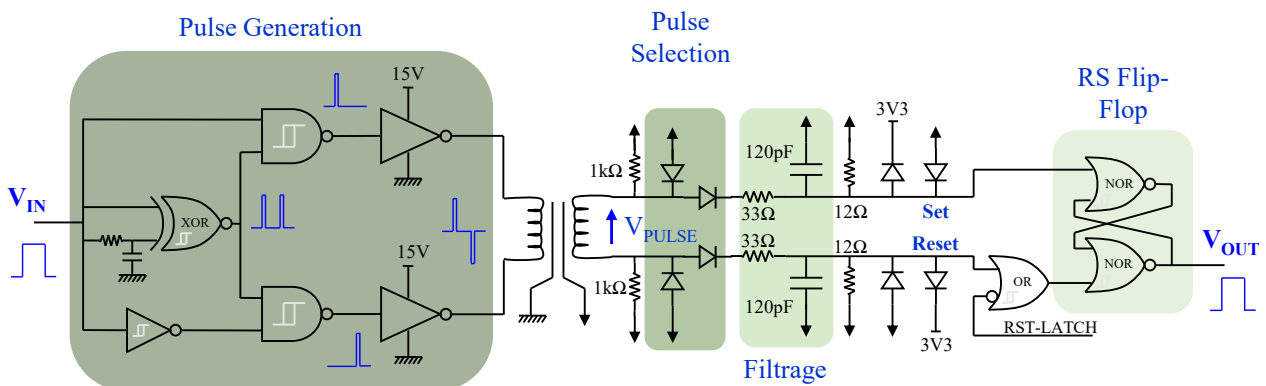 Pulse Generation
Pulse
Selection
RS Flip-
Flop
15V
3V3
120pF
1kΩ
NOR
V_IN
XOR
33Ω
12Ω
Set
V_PULSE
33Ω
12Ω
Reset
V_OUT
15V
NOR
1kΩ
120pF
OR
RST-LATCH
3V3
Filtrage